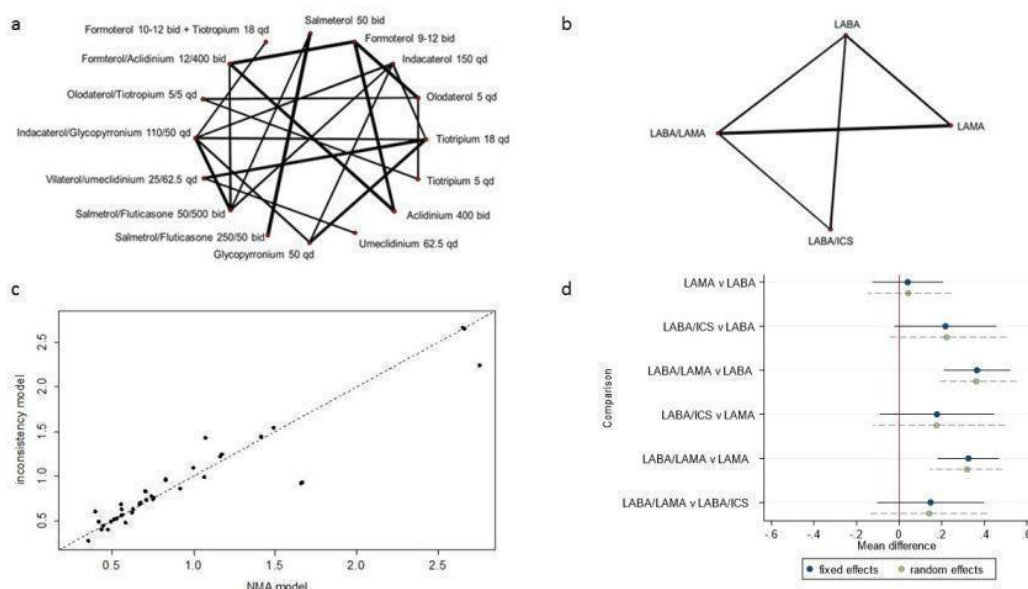 a
Salmeterol 50 bid
Formoterol 10-12 bid + Tiotropium 18 qd
Formoterol 9-12 bid
Formterol/Aclidinium 12/400 bid
Indacaterol 150 qd
Olodaterol/Tiotropium 5/5 qd
Olodaterol 5 qd
Indacaterol/Glycopyrronium 110/50 qd
Tiotripium 18 qd
Vilaterol/umeclidinium 25/62.5 qd
Tiotripium 5 qd
Salmetrol/Fluticasone 50/500 bid
Aclidinium 400 bid
Salmetrol/Fluticasone 250/50 bid
Umeclidinium 62.5 qd
Glycopyrronium 50 qd
b
LABA
LABA/LAMA
LAMA
LABA/ICS
c
inconsistency model
2.5
2.0
1.5
1.0
0.5
0.5 1.0 1.5 2.0 2.5
NMA model
d
Comparison
LAMA v LABA
LABA/ICS v LABA
LABA/LAMA v LABA
LABA/ICS v LAMA
LABA/LAMA v LAMA
LABA/LAMA v LABA/ICS
-.6 -.4 -.2 0 .2 .4 .6
Mean difference
fixed effects random effects